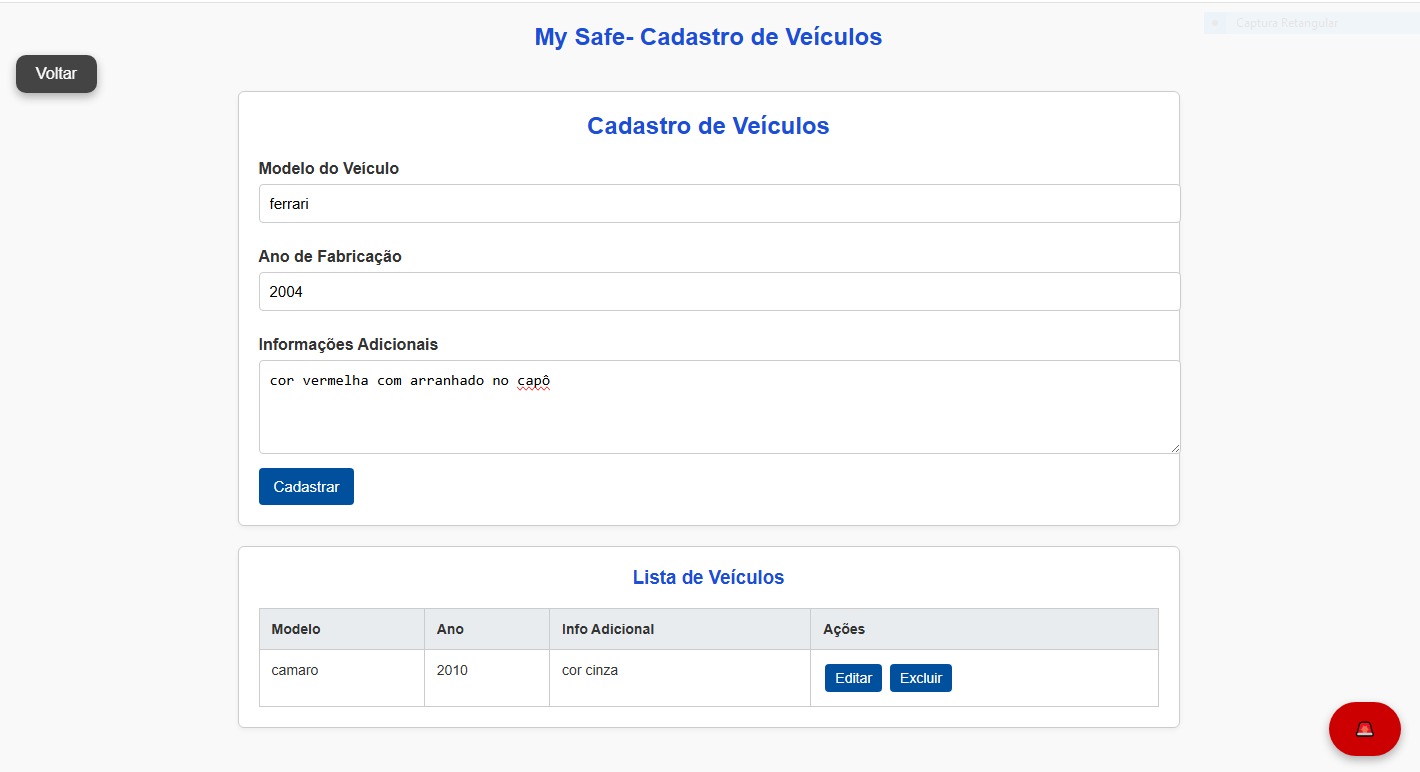 My Safe- Cadastro de Veículos
Captura Retangular
Voltar
Cadastro de Veículos
Modelo do Veículo
ferrari
Ano de Fabricação
2004
Informações Adicionais
cor vermelha com arranhado no capô
Cadastrar
Lista de Veículos
Modelo Ano Info Adicional Ações
camaro 2010 cor cinza Editar Excluir